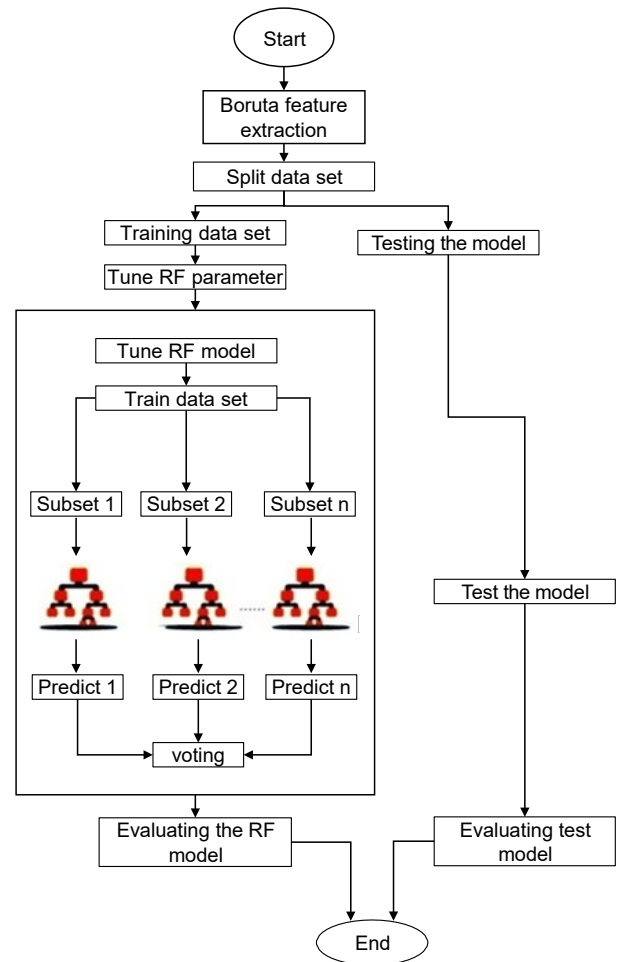 Start
Boruta feature
extraction
Split data set
Training data set
Testing the model
Tune RF parameter
Tune RF model
Train data set
Subset 1
Subset 2
Subset n
Predict 1
Predict 2
Predict n
voting
Test the model
Evaluating the RF
model
Evaluating test
model
End